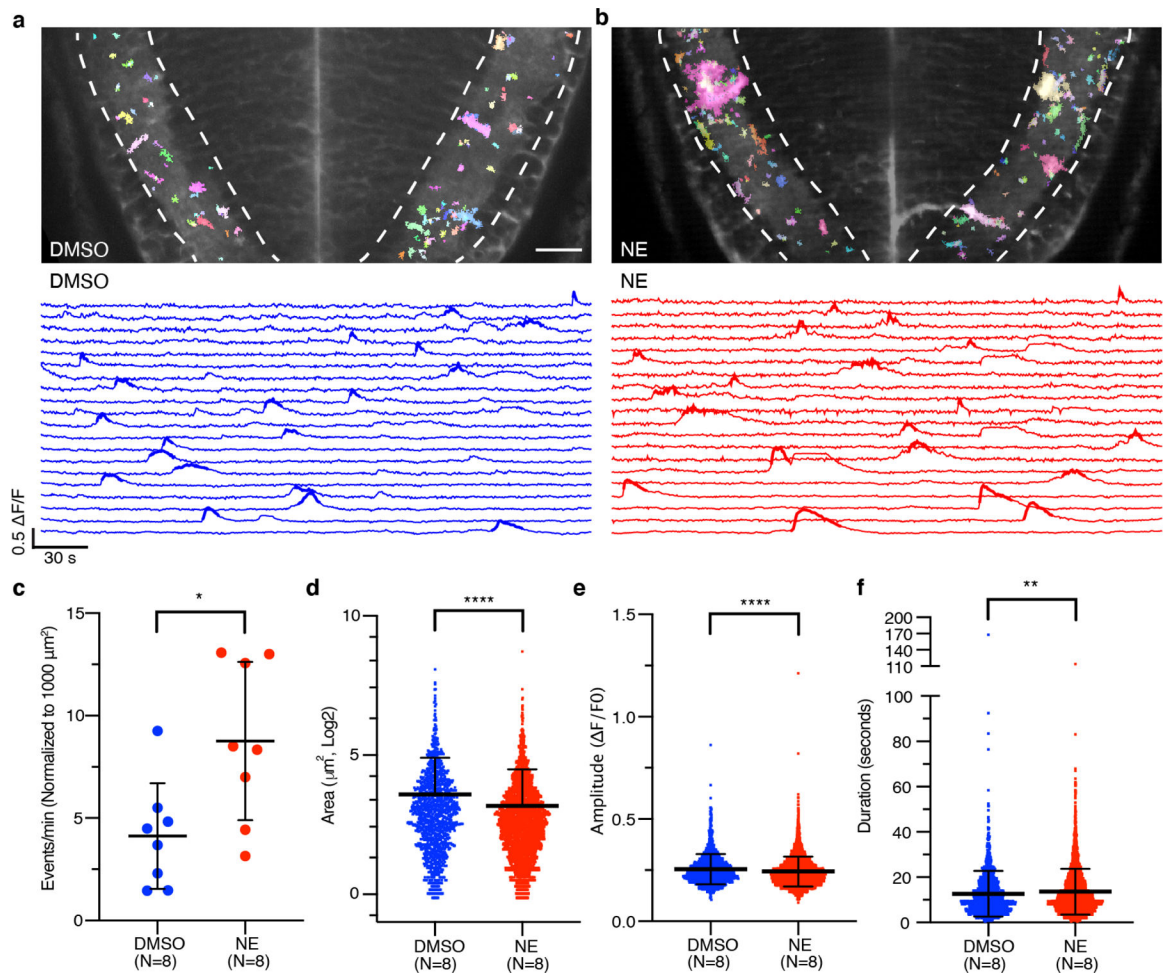 a
b
DMSO
NE
DMSO
NE
0.5 ΔF/F
30 s
c
d
e
f
*
****
****
**
Events/min (Normalized to 1000 µm²)
15
10
5
0
DMSO
(N=8)
NE
(N=8)
Area (µm², Log2)
10
5
0
DMSO
(N=8)
NE
(N=8)
Amplitude (ΔF/F0)
1.5
1.0
0.5
0.0
DMSO
(N=8)
NE
(N=8)
Duration (seconds)
200
170
140
110
100
80
60
40
30
20
10
0
DMSO
(N=8)
NE
(N=8)